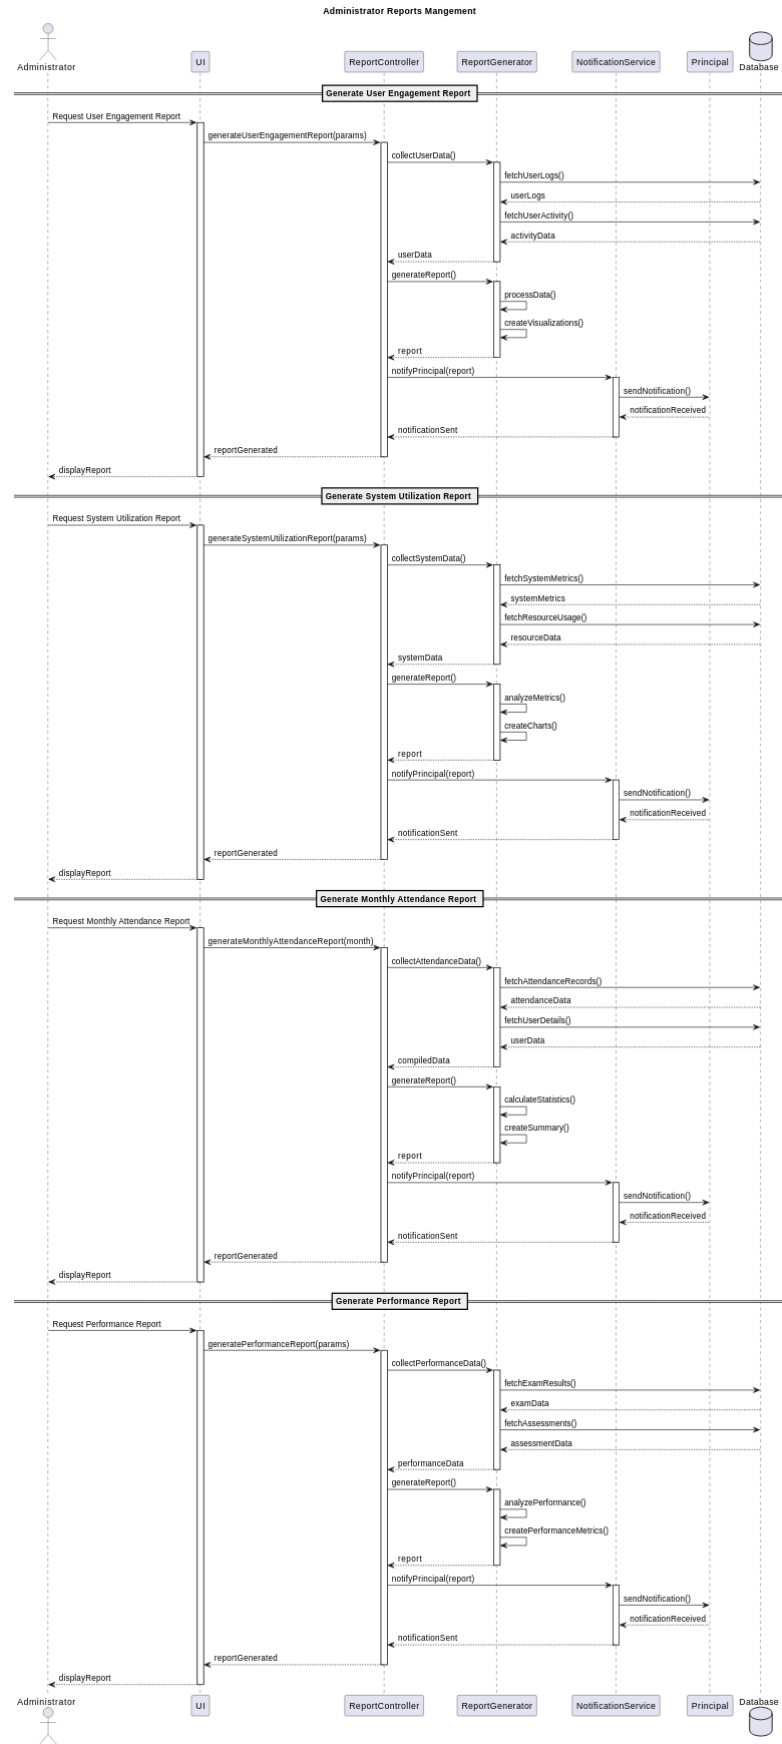 Administrator Reports Mangement
Administrator
UI
ReportController
ReportGenerator
NotificationService
Principal
Database
Generate User Engagement Report
Request User Engagement Report
generateUserEngagementReport(params)
collectUserData()
fetchUserLogs()
userLogs
fetchUserActivity()
activityData
userData
generateReport()
processData()
createVisualizations()
report
notifyPrincipal(report)
sendNotification()
notificationReceived
notificationSent
reportGenerated
displayReport
Generate System Utilization Report
Request System Utilization Report
generateSystemUtilizationReport(params)
collectSystemData()
fetchSystemMetrics()
systemMetrics
fetchResourceUsage()
resourceData
systemData
generateReport()
analyzeMetrics()
createCharts()
report
notifyPrincipal(report)
sendNotification()
notificationReceived
notificationSent
reportGenerated
displayReport
Generate Monthly Attendance Report
Request Monthly Attendance Report
generateMonthlyAttendanceReport(month)
collectAttendanceData()
fetchAttendanceRecords()
attendanceData
fetchUserDetails()
userData
compiledData
generateReport()
calculateStatistics()
createSummary()
report
notifyPrincipal(report)
sendNotification()
notificationReceived
notificationSent
reportGenerated
displayReport
Generate Performance Report
Request Performance Report
generatePerformanceReport(params)
collectPerformanceData()
fetchExamResults()
examData
fetchAssessments()
assessmentData
performanceData
generateReport()
analyzePerformance()
createPerformanceMetrics()
report
notifyPrincipal(report)
sendNotification()
notificationReceived
notificationSent
reportGenerated
displayReport
Administrator
UI
ReportController
ReportGenerator
NotificationService
Principal
Database